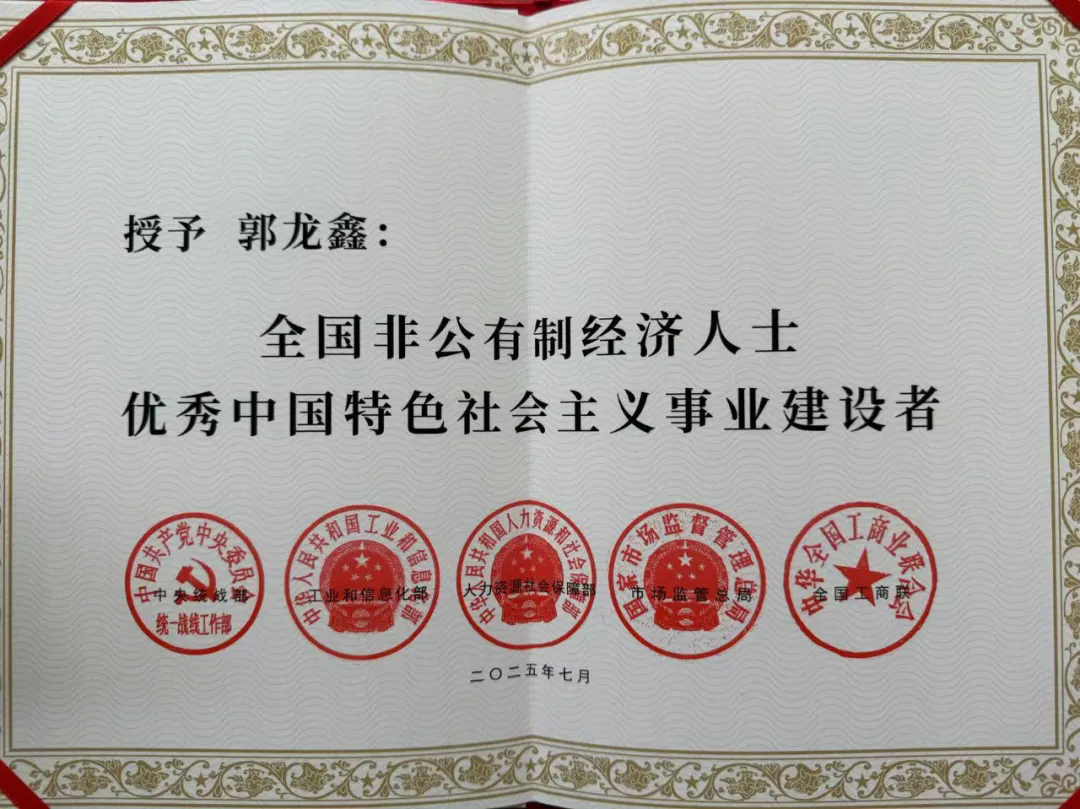 授予 郭龙鑫：
全国非公有制经济人士
优秀中国特色社会主义事业建设者
中国共产党中央委员会
统一战线工作部
中央统战部
中华人民共和国工业和信息化部
工业和信息化部
中华人民共和国人力资源和社会保障部
人力资源社会保障部
国家市场监督管理总局
市场监管总局
中华全国工商业联合会
全国工商联
二〇二五年七月